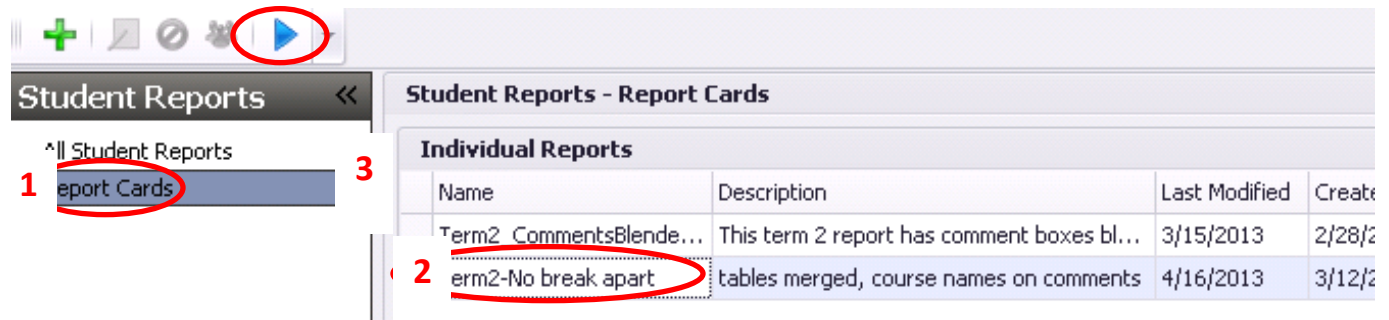 Student Reports «
Student Reports - Report Cards
All Student Reports
3
Individual Reports
1 eport Cards
Name Description Last Modified Create
Term2_CommentsBlende... This term 2 report has comment boxes bl... 3/15/2013 2/28/2
2 erm2-No break apart tables merged, course names on comments 4/16/2013 3/12/2